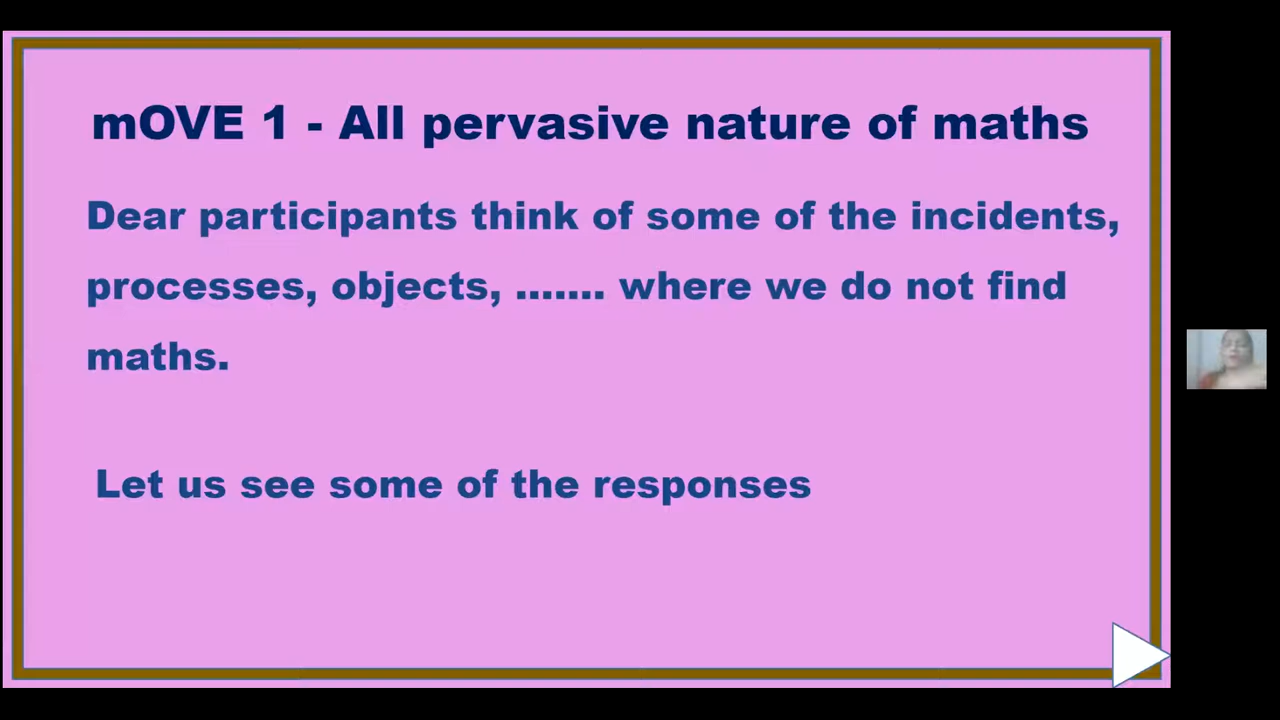 mOVE 1 - All pervasive nature of maths
Dear participants think of some of the incidents,
processes, objects, ....... where we do not find
maths.
Let us see some of the responses